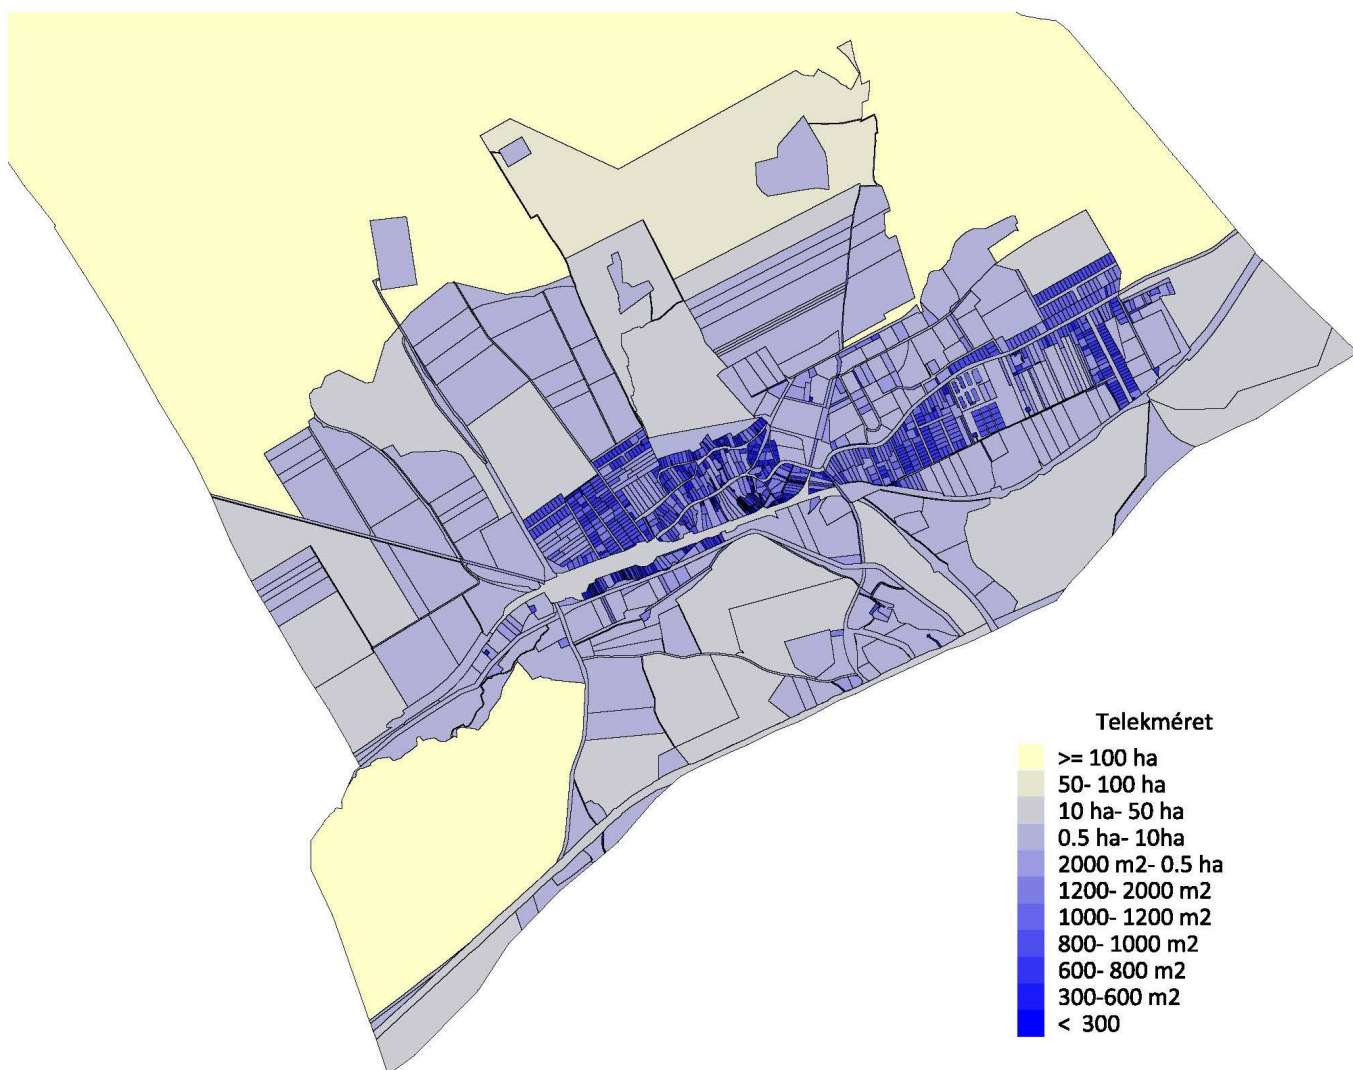 Telekméret
>= 100 ha
50- 100 ha
10 ha- 50 ha
0.5 ha- 10ha
2000 m2- 0.5 ha
1200- 2000 m2
1000- 1200 m2
800- 1000 m2
600- 800 m2
300-600 m2
< 300